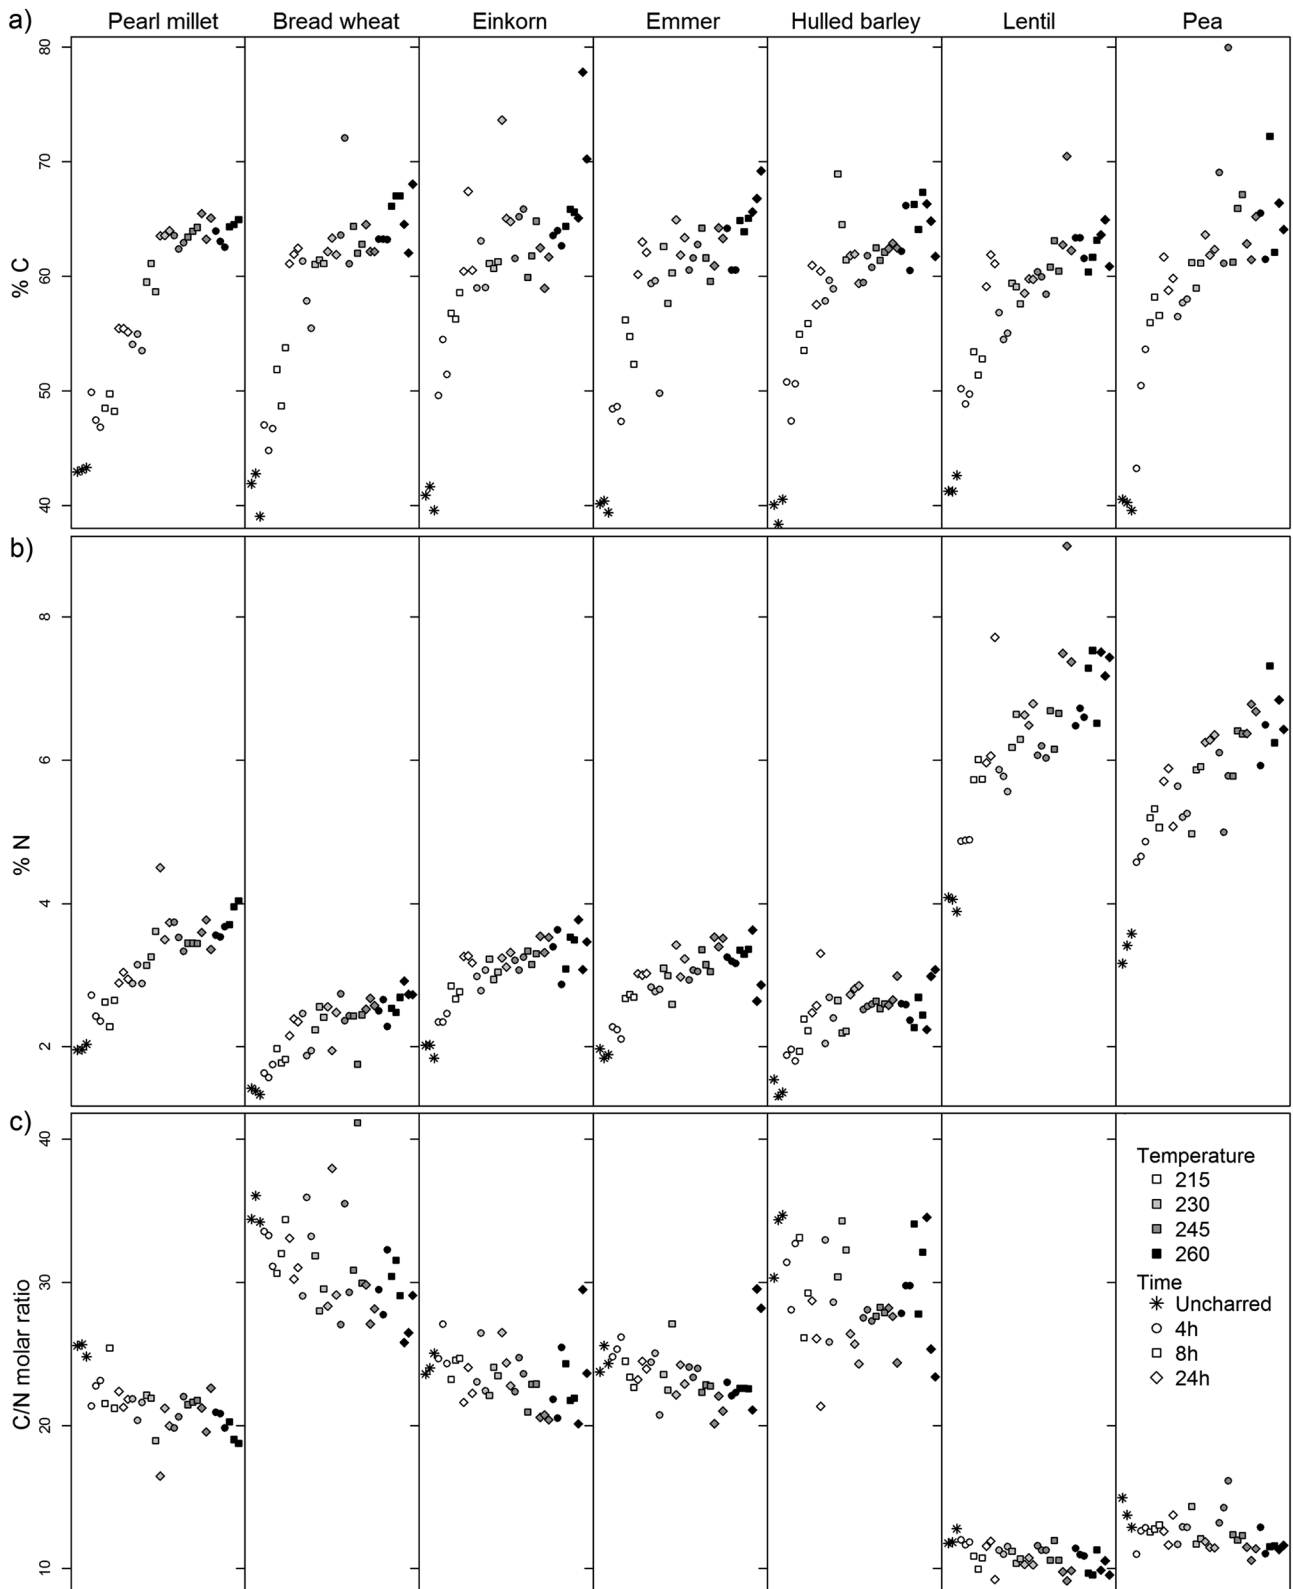 a)
Pearl millet Bread wheat Einkorn Emmer Hulled barley Lentil Pea
% C
80
70
60
50
40
b)
% N
8
6
4
2
c)
C/N molar ratio
40
30
20
10
Temperature
215
230
245
260
Time
Uncharred
4h
8h
24h